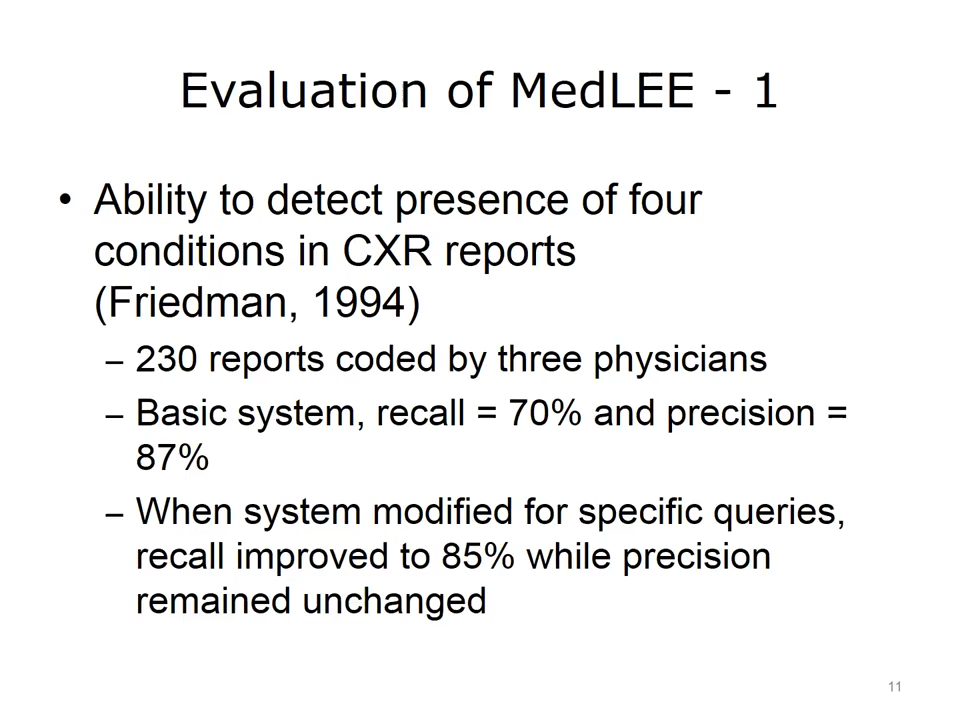 Evaluation of MedLEE - 1
• Ability to detect presence of four
conditions in CXR reports
(Friedman, 1994)
– 230 reports coded by three physicians
– Basic system, recall = 70% and precision =
87%
– When system modified for specific queries,
recall improved to 85% while precision
remained unchanged
11